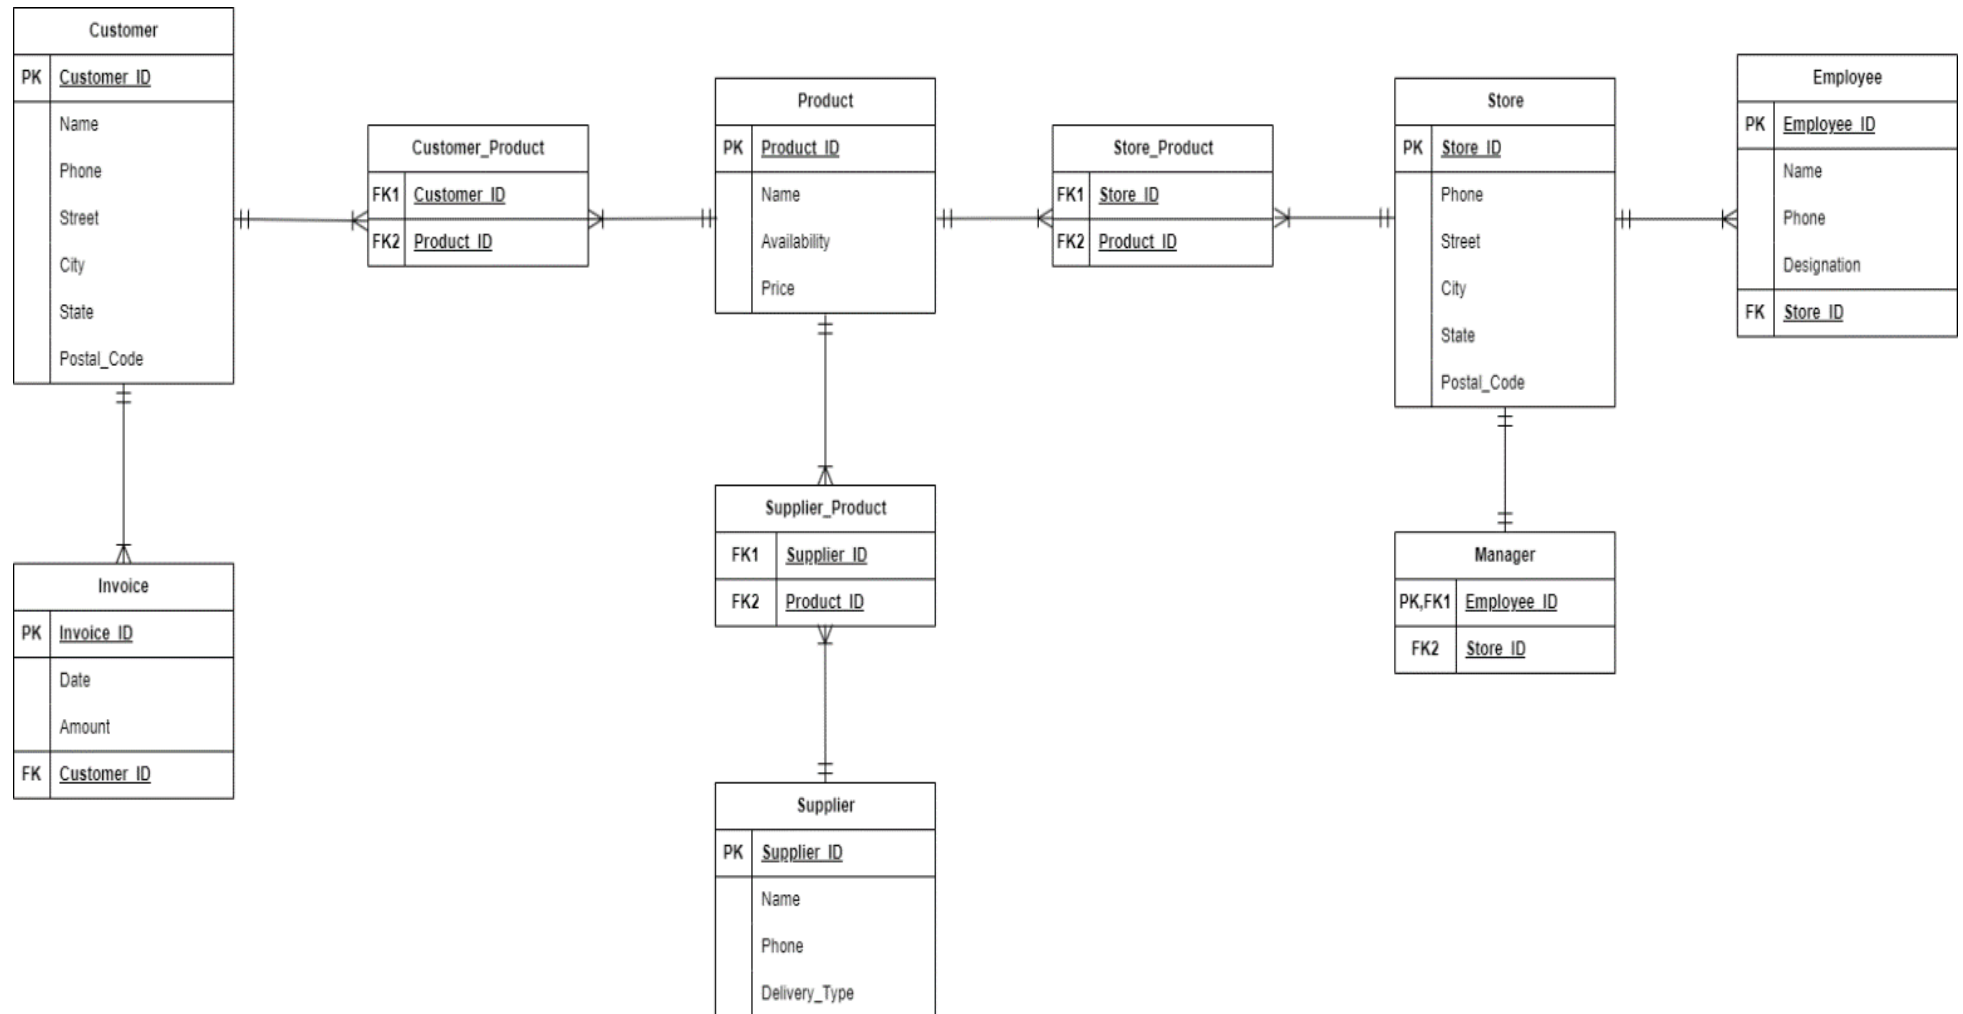 Customer
PK Customer_ID
Name
Phone
Street
City
State
Postal_Code
Customer_Product
FK1 Customer_ID
FK2 Product_ID
Product
PK Product_ID
Name
Availability
Price
Store_Product
FK1 Store_ID
FK2 Product_ID
Store
PK Store_ID
Phone
Street
City
State
Postal_Code
Employee
PK Employee_ID
Name
Phone
Designation
FK Store_ID
Invoice
PK Invoice_ID
Date
Amount
FK Customer_ID
Supplier_Product
FK1 Supplier_ID
FK2 Product_ID
Manager
PK,FK1 Employee_ID
FK2 Store_ID
Supplier
PK Supplier_ID
Name
Phone
Delivery_Type